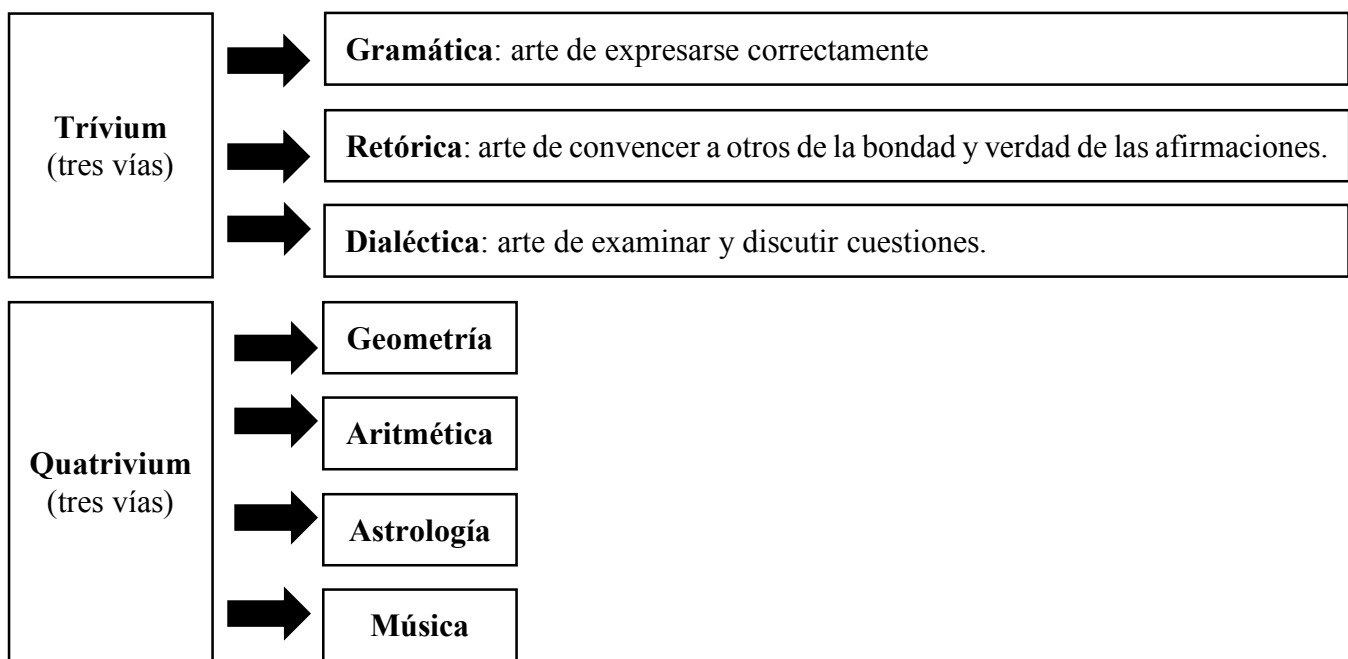 Trívium
(tres vías)
Gramática: arte de expresarse correctamente
Retórica: arte de convencer a otros de la bondad y verdad de las afirmaciones.
Dialéctica: arte de examinar y discutir cuestiones.
Quatrivium
(tres vías)
Geometría
Aritmética
Astrología
Música